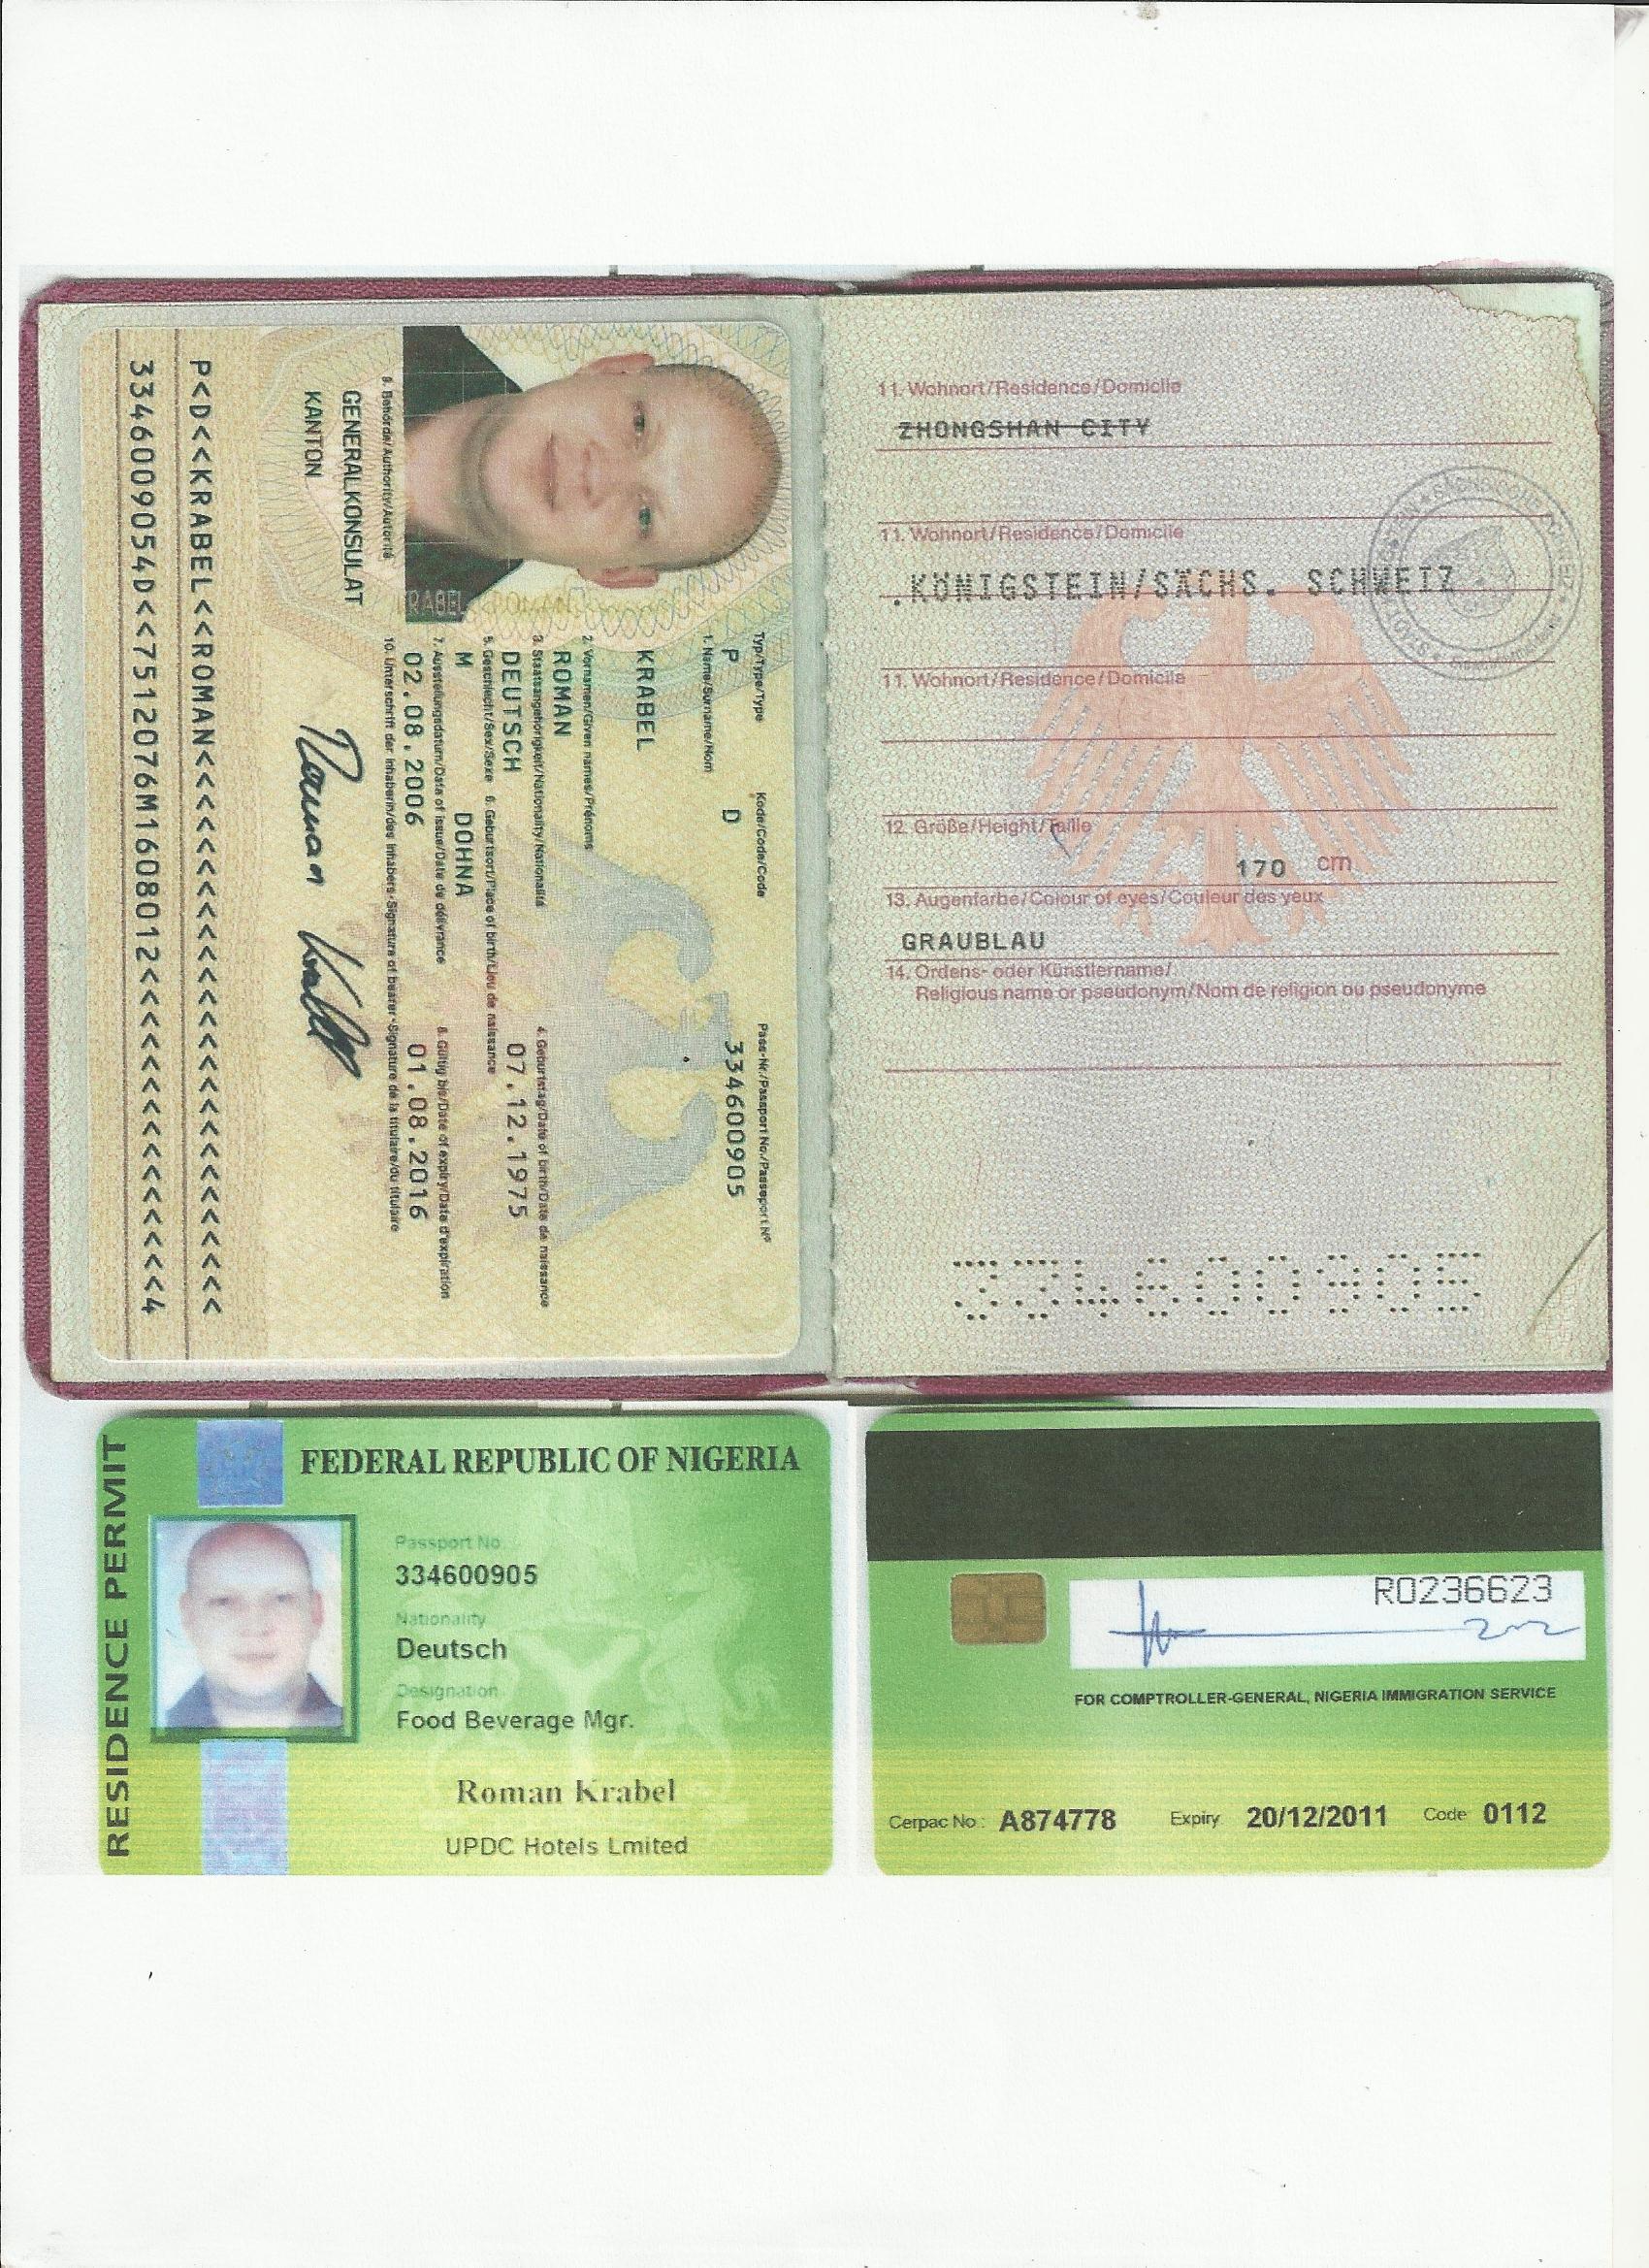 Typ/Type/Type Kode/Code/Code Pass-Nr./Passport No./Passeport N°
P D 334600905
1. Name/Surname/Nom
KRABEL
2. Vornamen/Given names/Prénoms
ROMAN
3. Staatsangehörigkeit/Nationality/Nationalité 4. Geburtstag/Date of birth/Date de naissance
DEUTSCH 07.12.1975
5. Geschlecht/Sex/Sexe 6. Geburtsort/Place of birth/Lieu de naissance
M DOHNA
7. Ausstellungsdatum/Date of issue/Date de délivrance 8. Gültig bis/Date of expiry/Date d'expiration
02.08.2006 01.08.2016
9. Behörde/Authority/Autorité 10. Unterschrift der Inhaberin/des Inhabers-Signature of bearer-Signature de la titulaire/du titulaire
GENERALKONSULAT
KANTON
Roman Krabel
P<D<<KRABEL<<ROMAN<<<<<<<<<<<<<<<<<<<<<<<<<<
3346009054D<<7512076M1608012<<<<<<<<<<<<<<<4
11. Wohnort/Residence/Domicile
ZHONGSHAN CITY
11. Wohnort/Residence/Domicile
.KÖNIGSTEIN/SÄCHS. SCHWEIZ
11. Wohnort/Residence/Domicile
12. Größe/Height/Taille
170 cm
13. Augenfarbe/Colour of eyes/Couleur des yeux
GRAUBLAU
14. Ordens- oder Künstlername/
Religious name or pseudonym/Nom de religion ou pseudonyme
334600905
RESIDENCE PERMIT
FEDERAL REPUBLIC OF NIGERIA
Passport No
334600905
Nationality
Deutsch
Designation
Food Beverage Mgr.
Roman Krabel
UPDC Hotels Lmited
R0236623
FOR COMPTROLLER-GENERAL, NIGERIA IMMIGRATION SERVICE
Cerpac No : A874778 Expiry 20/12/2011 Code 0112